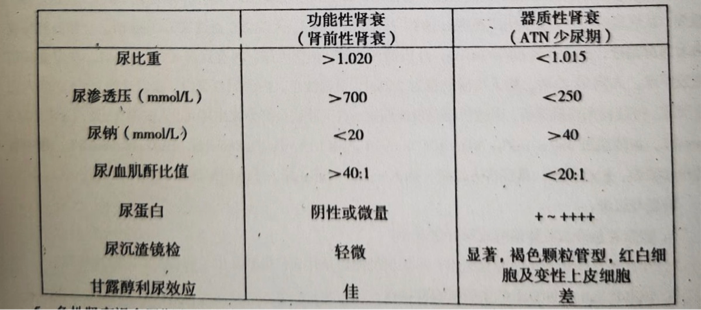 功能性肾衰 器质性肾衰
(肾前性肾衰) (ATN 少尿期)
尿比重 >1.020 <1.015
尿渗透压(mmol/L) >700 <250
尿钠(mmol/L) <20 >40
尿/血肌酐比值 >40:1 <20:1
尿蛋白 阴性或微量 +~++++
尿沉渣镜检 轻微 显著,褐色颗粒管型,红白细
胞及变性上皮细胞
甘露醇利尿效应 佳 差